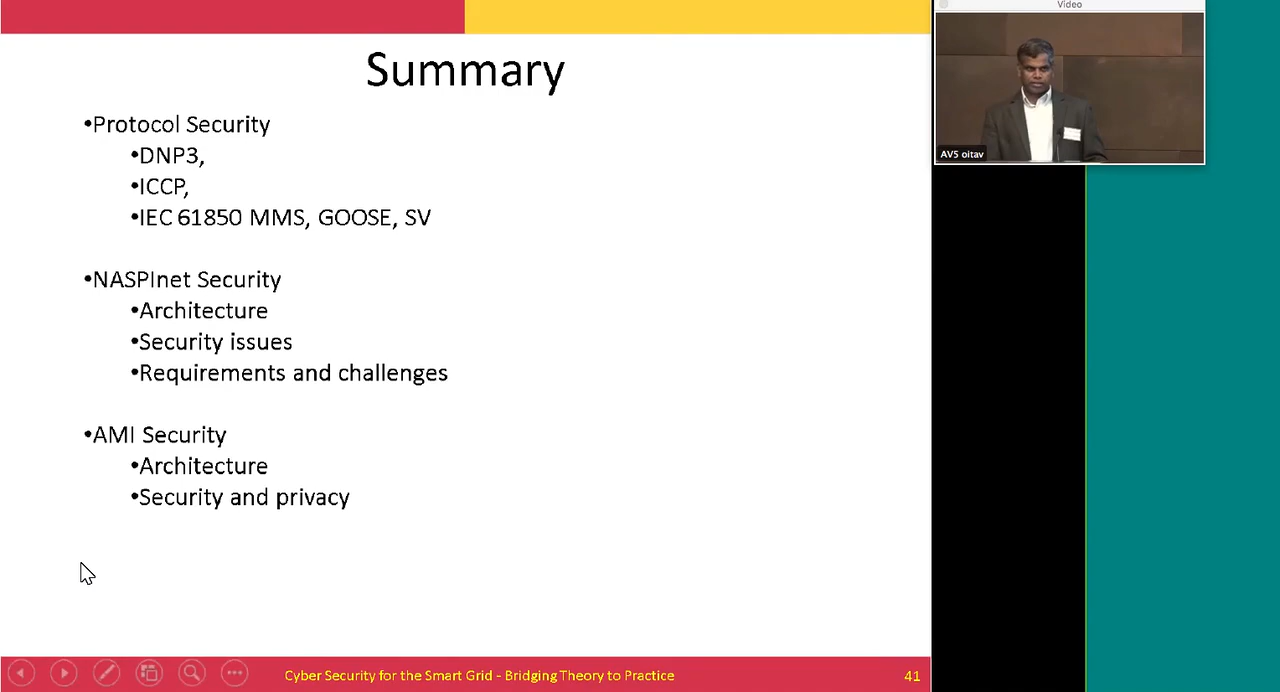 Video
Summary
•Protocol Security
•DNP3,
•ICCP,
•IEC 61850 MMS, GOOSE, SV
•NASPInet Security
•Architecture
•Security issues
•Requirements and challenges
•AMI Security
•Architecture
•Security and privacy
AV5 oitav
Cyber Security for the Smart Grid - Bridging Theory to Practice
41